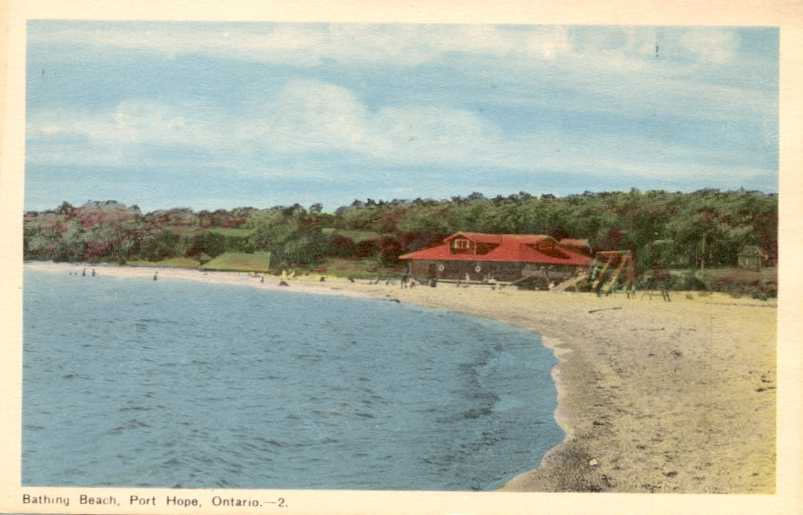 Bathing Beach, Port Hope, Ontario.—2.